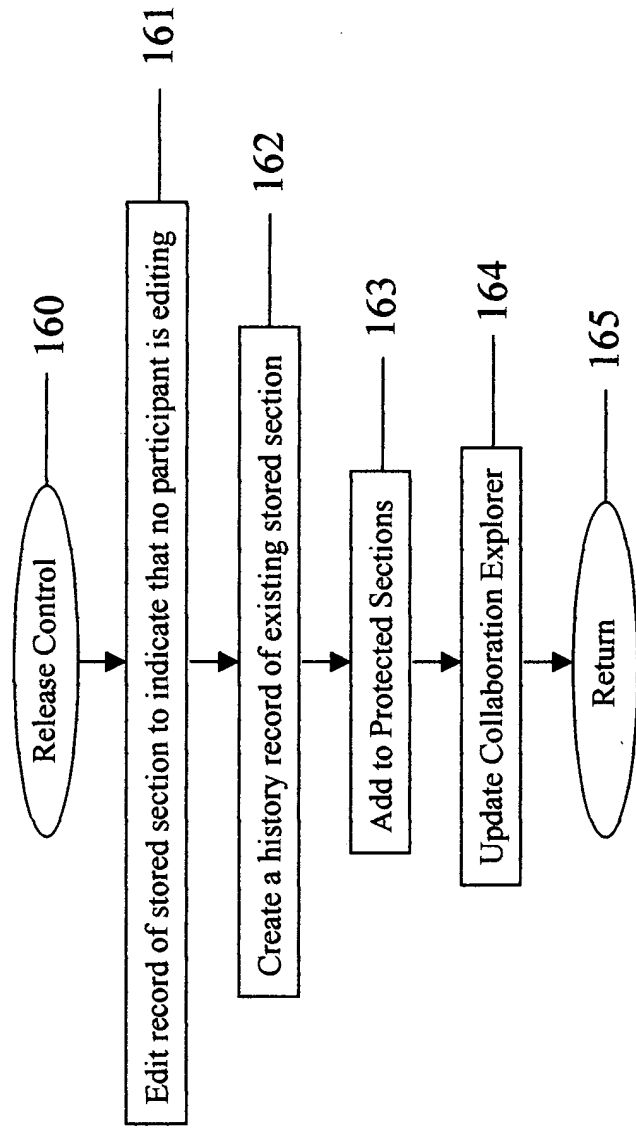 Release Control
160
Edit record of stored section to indicate that no participant is editing
161
Create a history record of existing stored section
162
Add to Protected Sections
163
Update Collaboration Explorer
164
Return
165